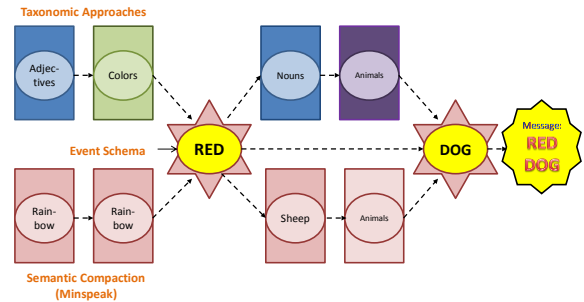 Taxonomic Approaches
Adjec-
tives
Colors
Nouns
Animals
Event Schema
RED
DOG
Message:
RED
DOG
Rain-
bow
Rain-
bow
Sheep
Animals
Semantic Compaction
(Minspeak)